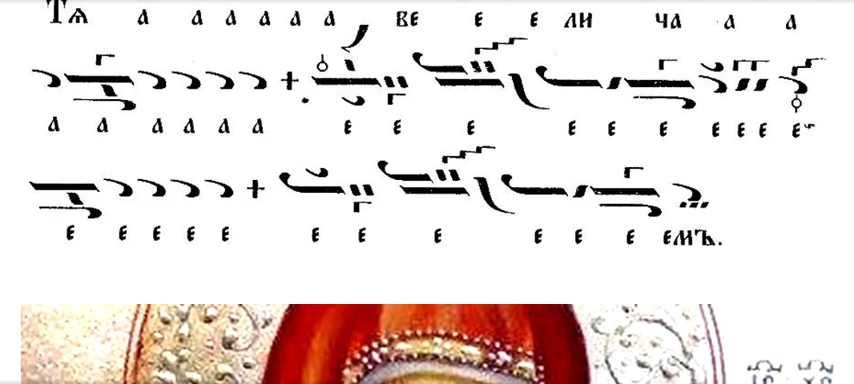 Тѧ а а а а а а ве е е ли ча а а
а а а а а а е е е е е е е е е е
е е е е е е е е е е е емъ.